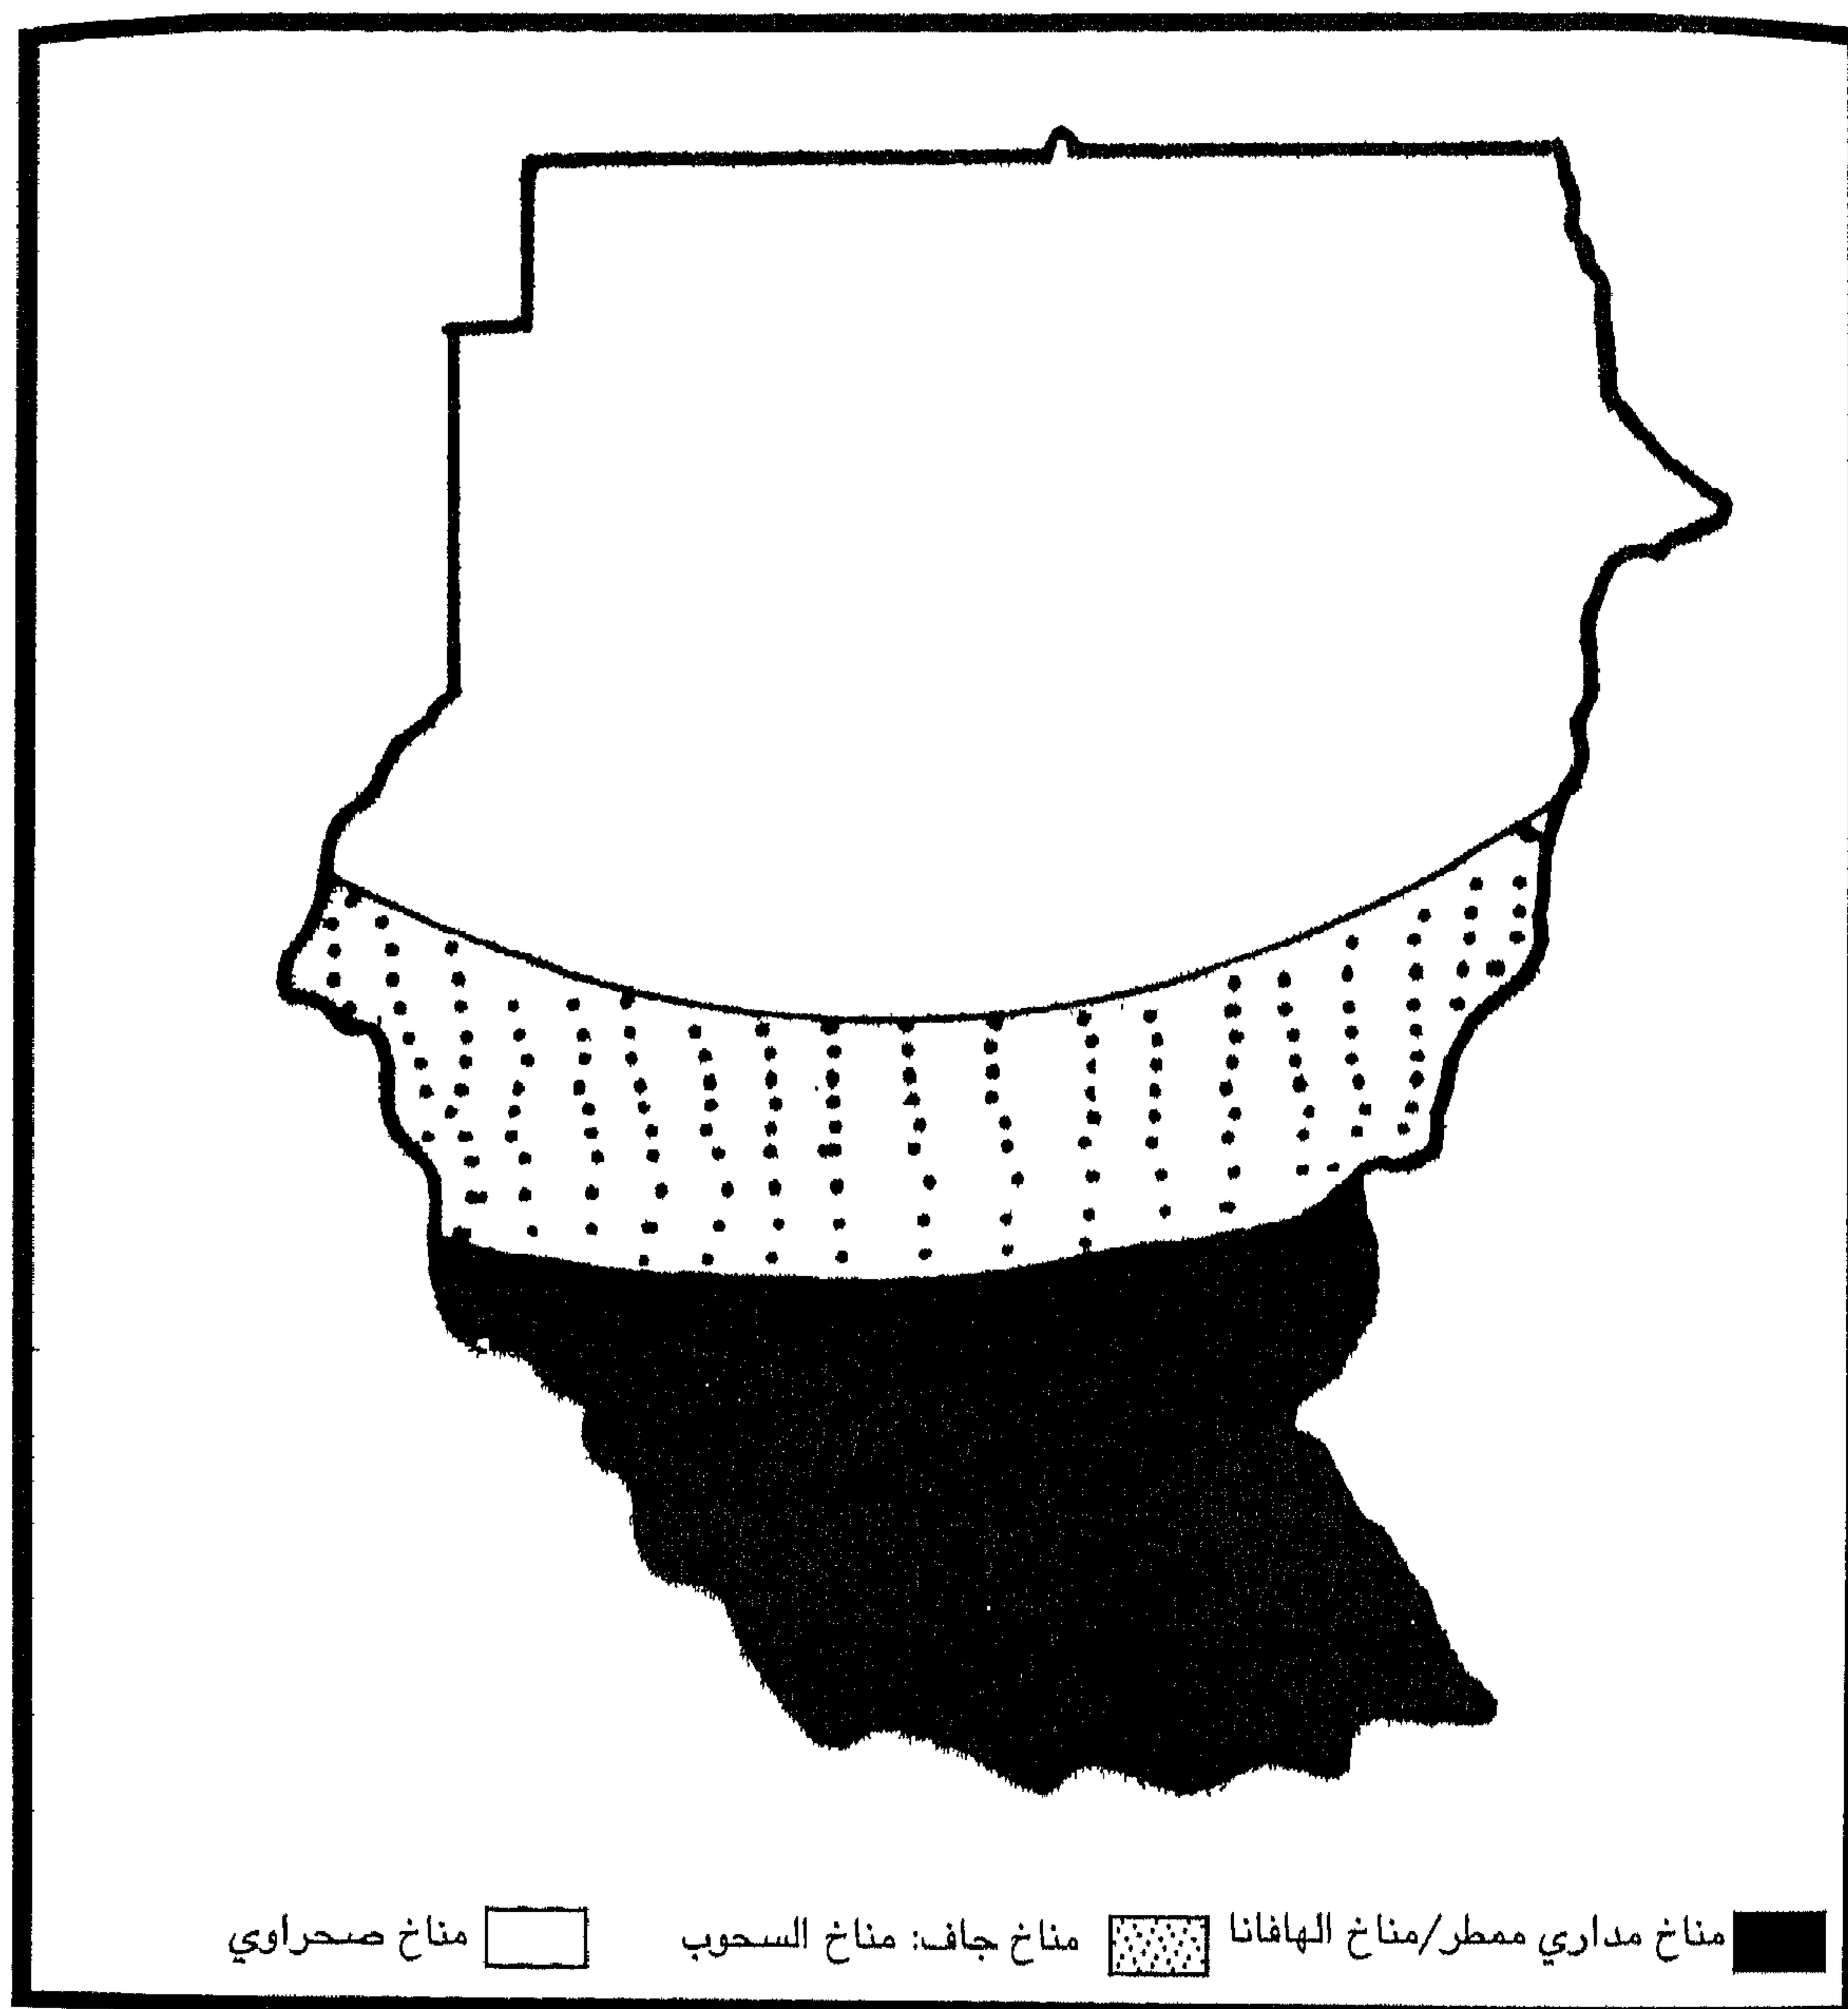 مناخ مداري ممطر/مناخ الهافانا
مناخ جاف: مناخ السحوب
مناخ صحراوي